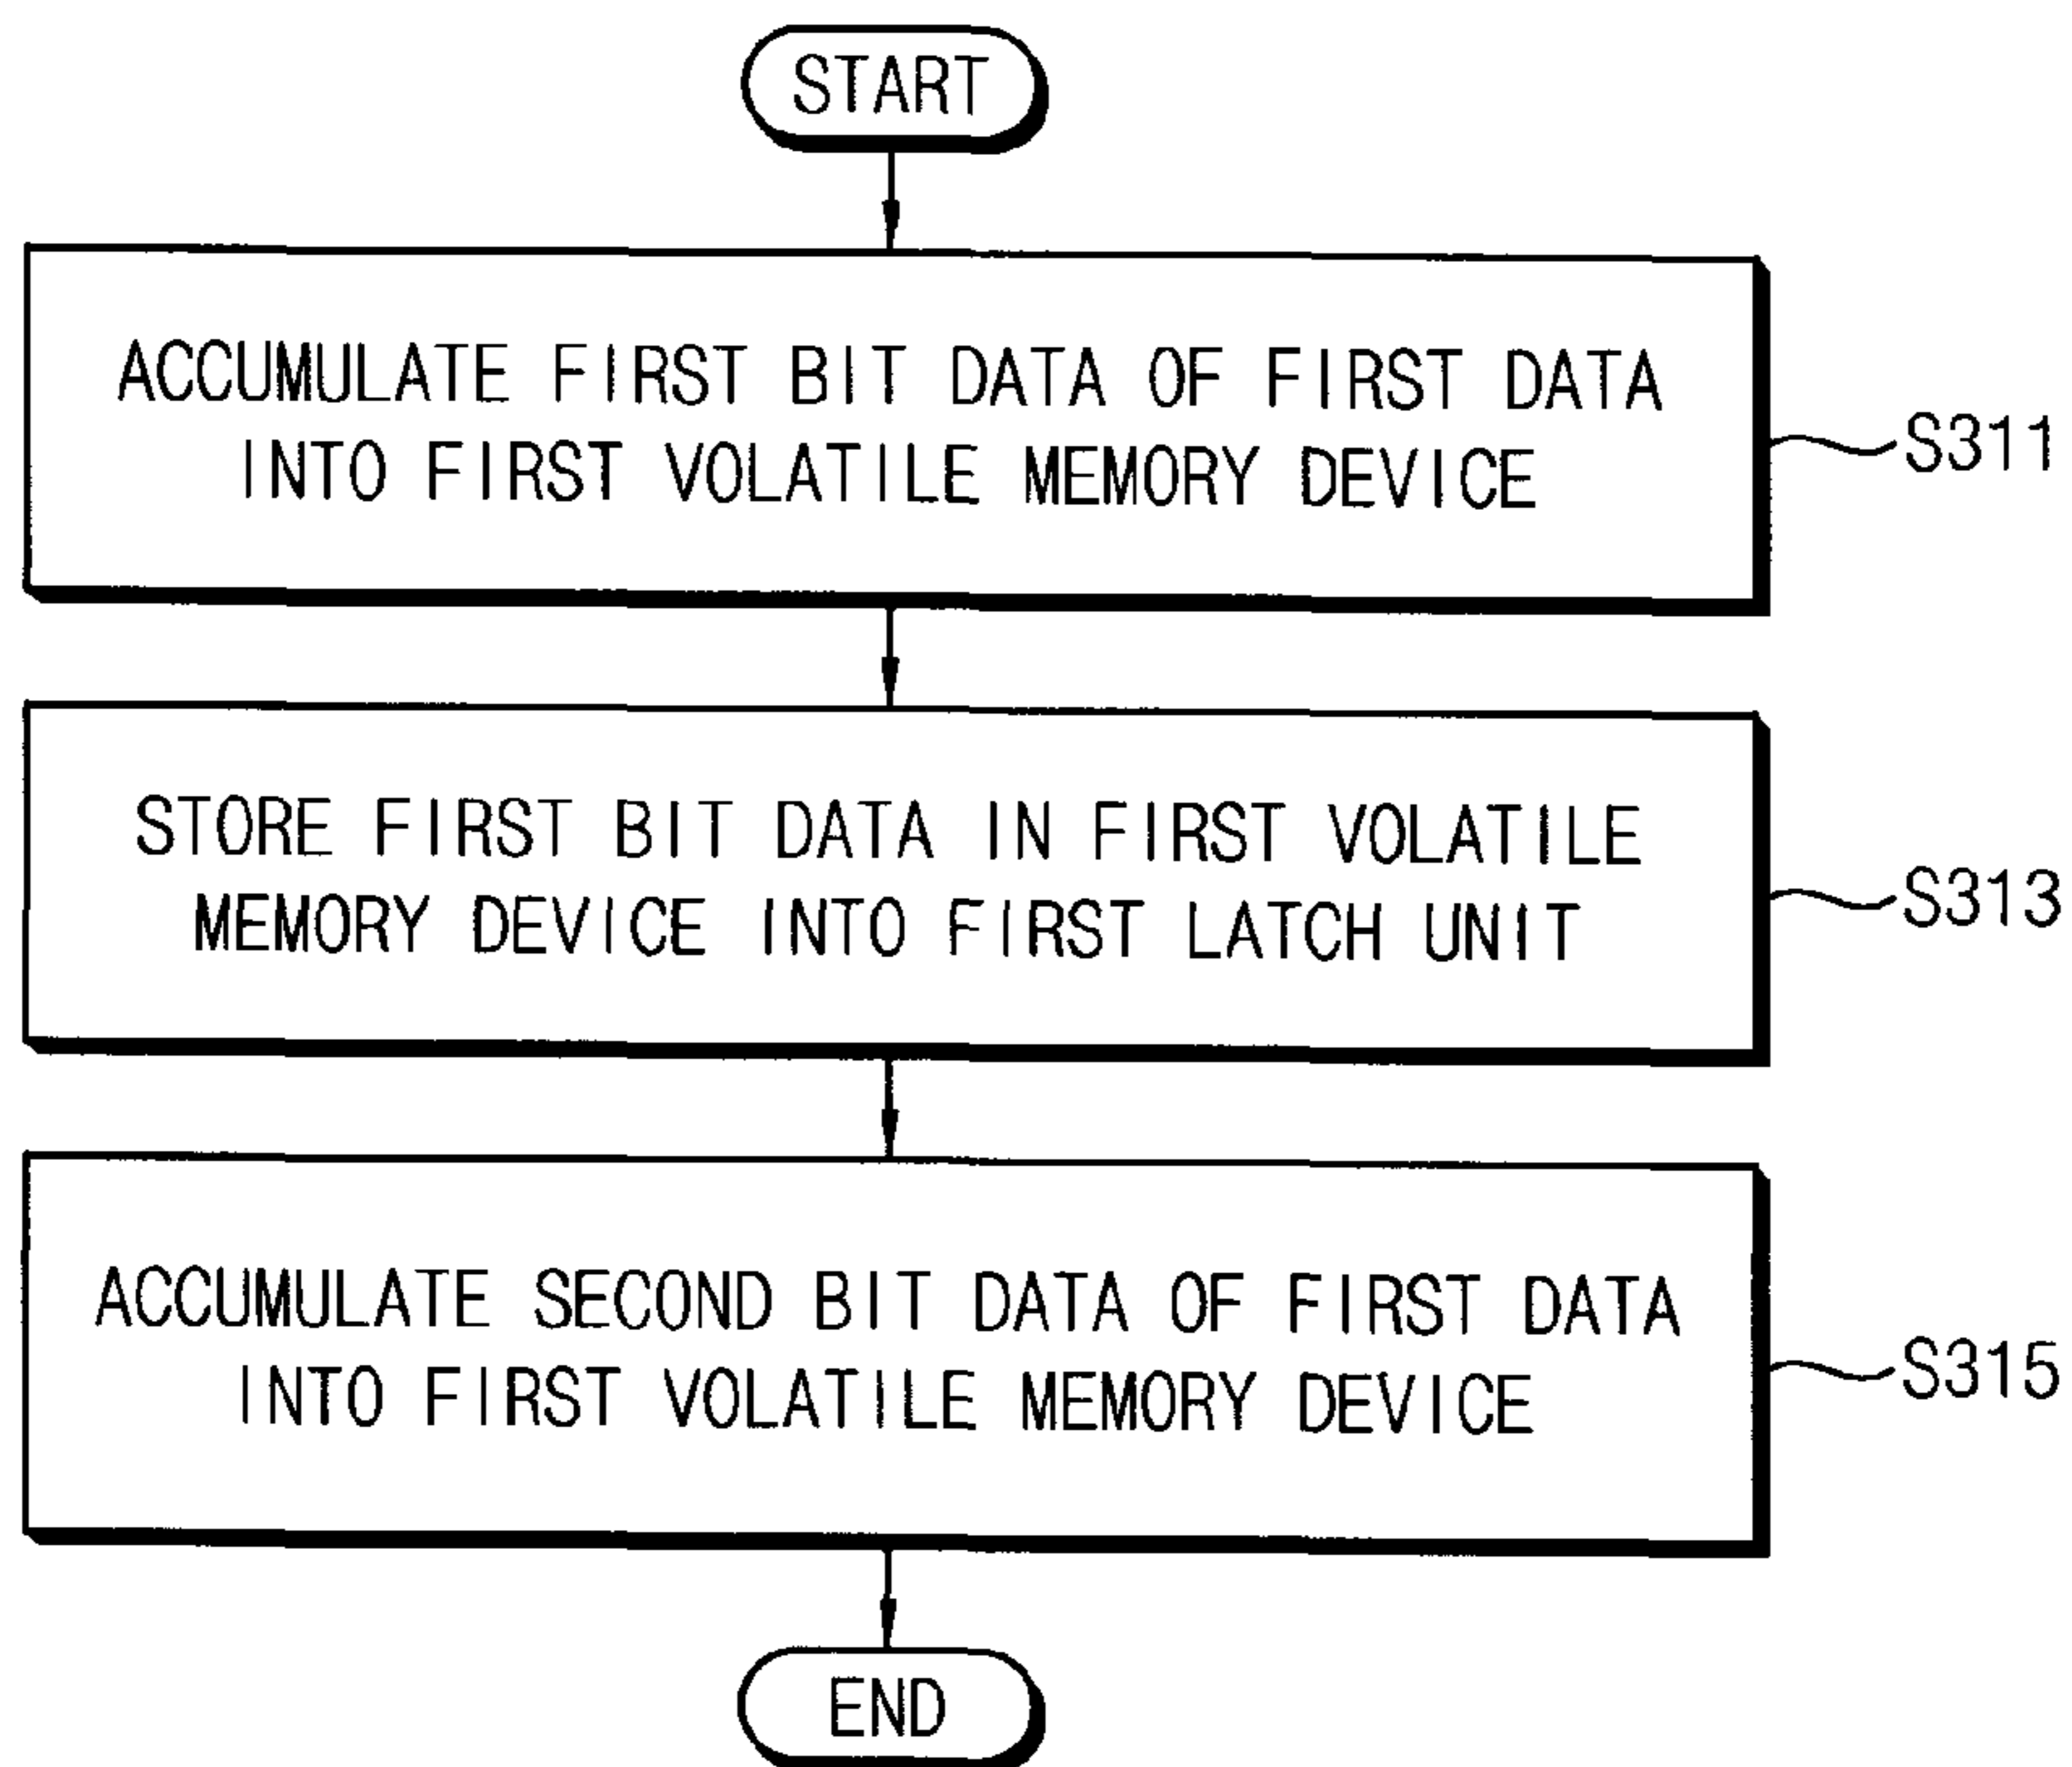 START
ACCUMULATE FIRST BIT DATA OF FIRST DATA
INTO FIRST VOLATILE MEMORY DEVICE
S311
STORE FIRST BIT DATA IN FIRST VOLATILE
MEMORY DEVICE INTO FIRST LATCH UNIT
S313
ACCUMULATE SECOND BIT DATA OF FIRST DATA
INTO FIRST VOLATILE MEMORY DEVICE
S315
END